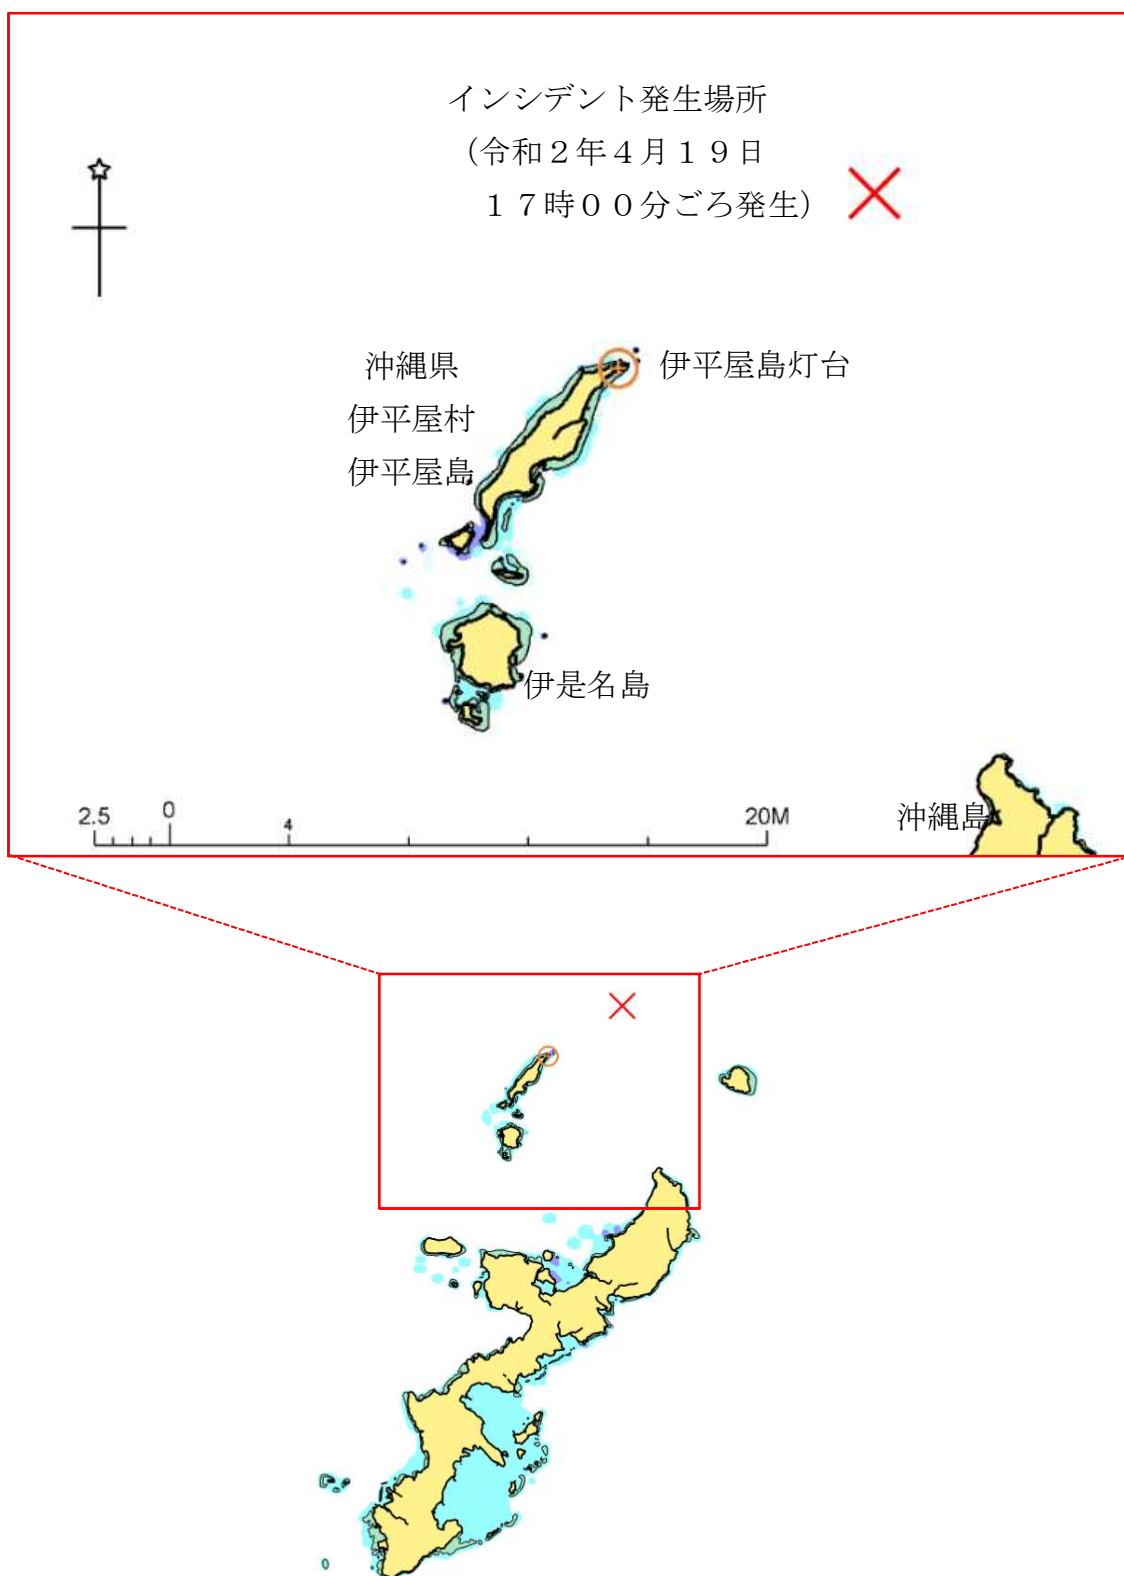 インシデント発生場所
（令和２年４月１９日
１７時００分ごろ発生）
伊平屋島灯台
沖縄県
伊平屋村
伊平屋島
伊是名島
2.5 0 4 20M
沖縄島